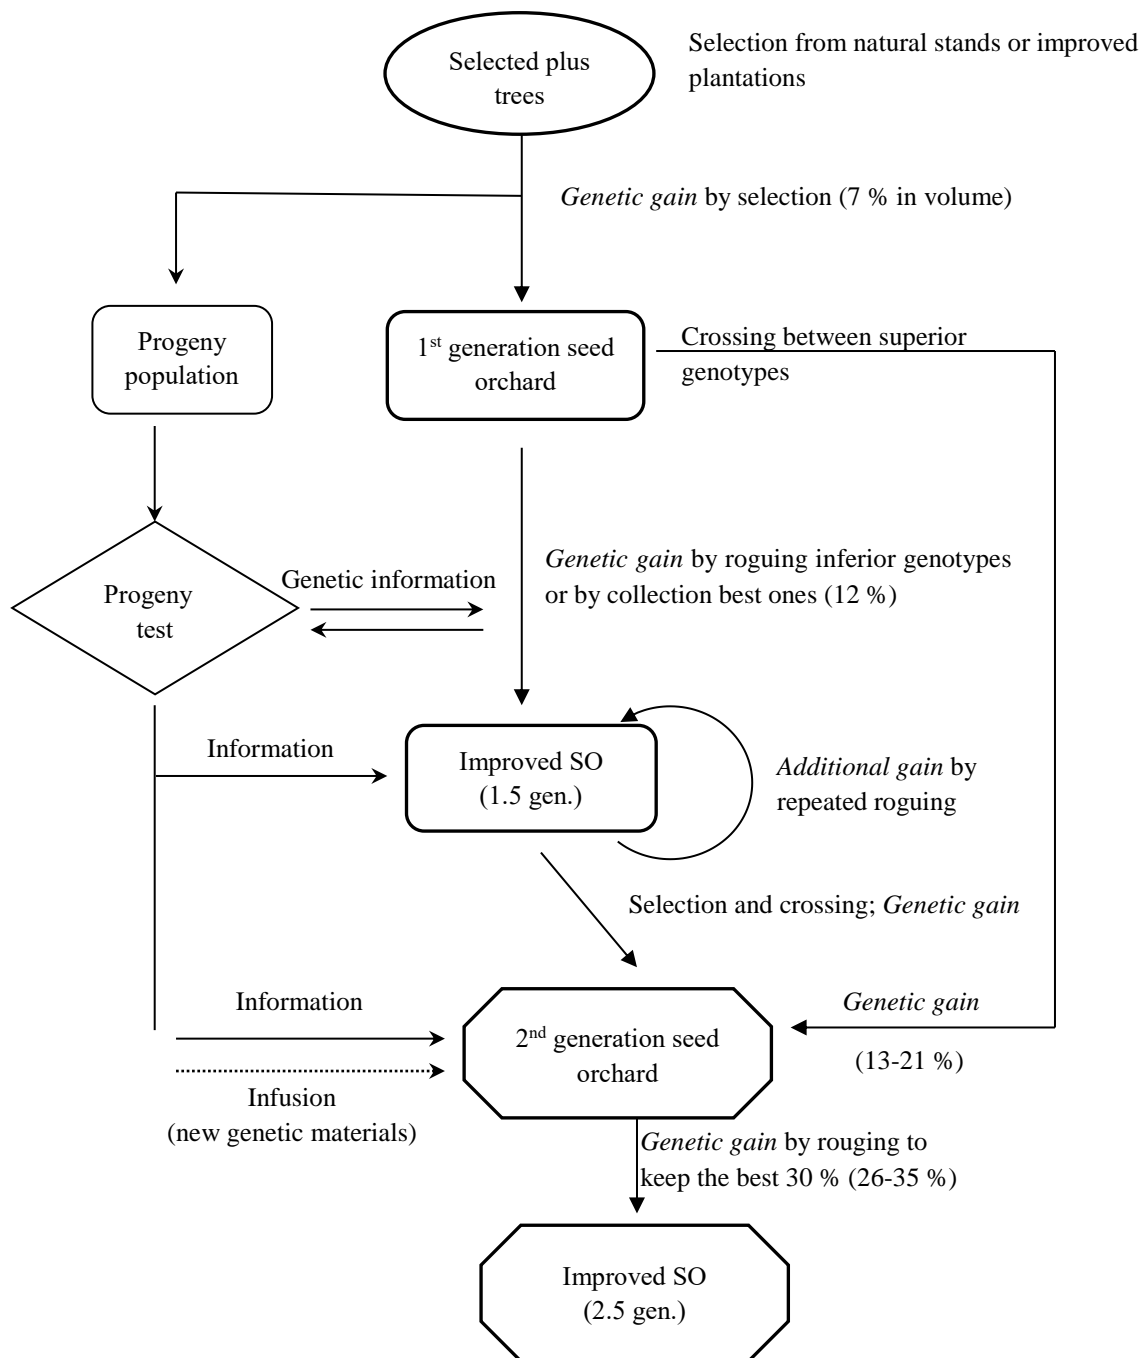 Selected plus
trees
Selection from natural stands or improved
plantations
Genetic gain by selection (7 % in volume)
Progeny
population
1st generation seed
orchard
Crossing between superior
genotypes
Progeny
test
Genetic information
Genetic gain by roguing inferior genotypes
or by collection best ones (12 %)
Information
Improved SO
(1.5 gen.)
Additional gain by
repeated roguing
Selection and crossing; Genetic gain
Information
Infusion
(new genetic materials)
2nd generation seed
orchard
Genetic gain
(13-21 %)
Genetic gain by rouging to
keep the best 30 % (26-35 %)
Improved SO
(2.5 gen.)